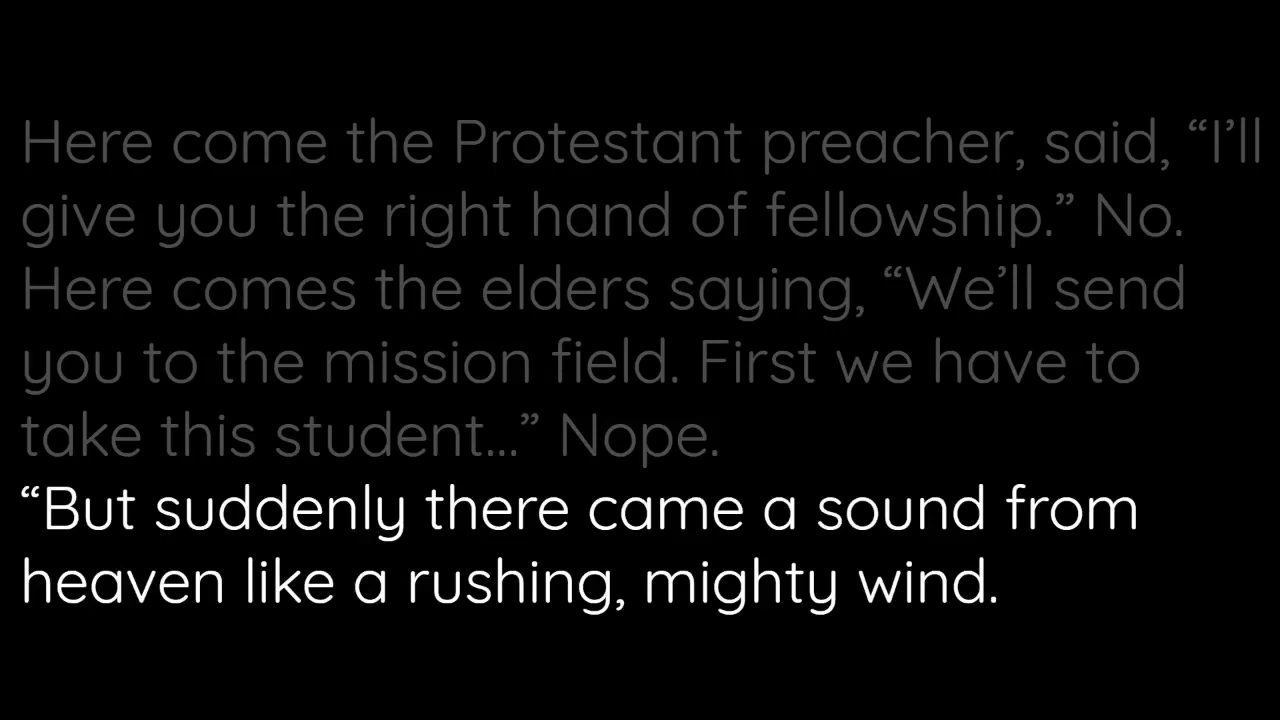 Here come the Protestant preacher, said, “I’ll
give you the right hand of fellowship.” No.
Here comes the elders saying, “We’ll send
you to the mission field. First we have to
take this student...” Nope.
“But suddenly there came a sound from
heaven like a rushing, mighty wind.